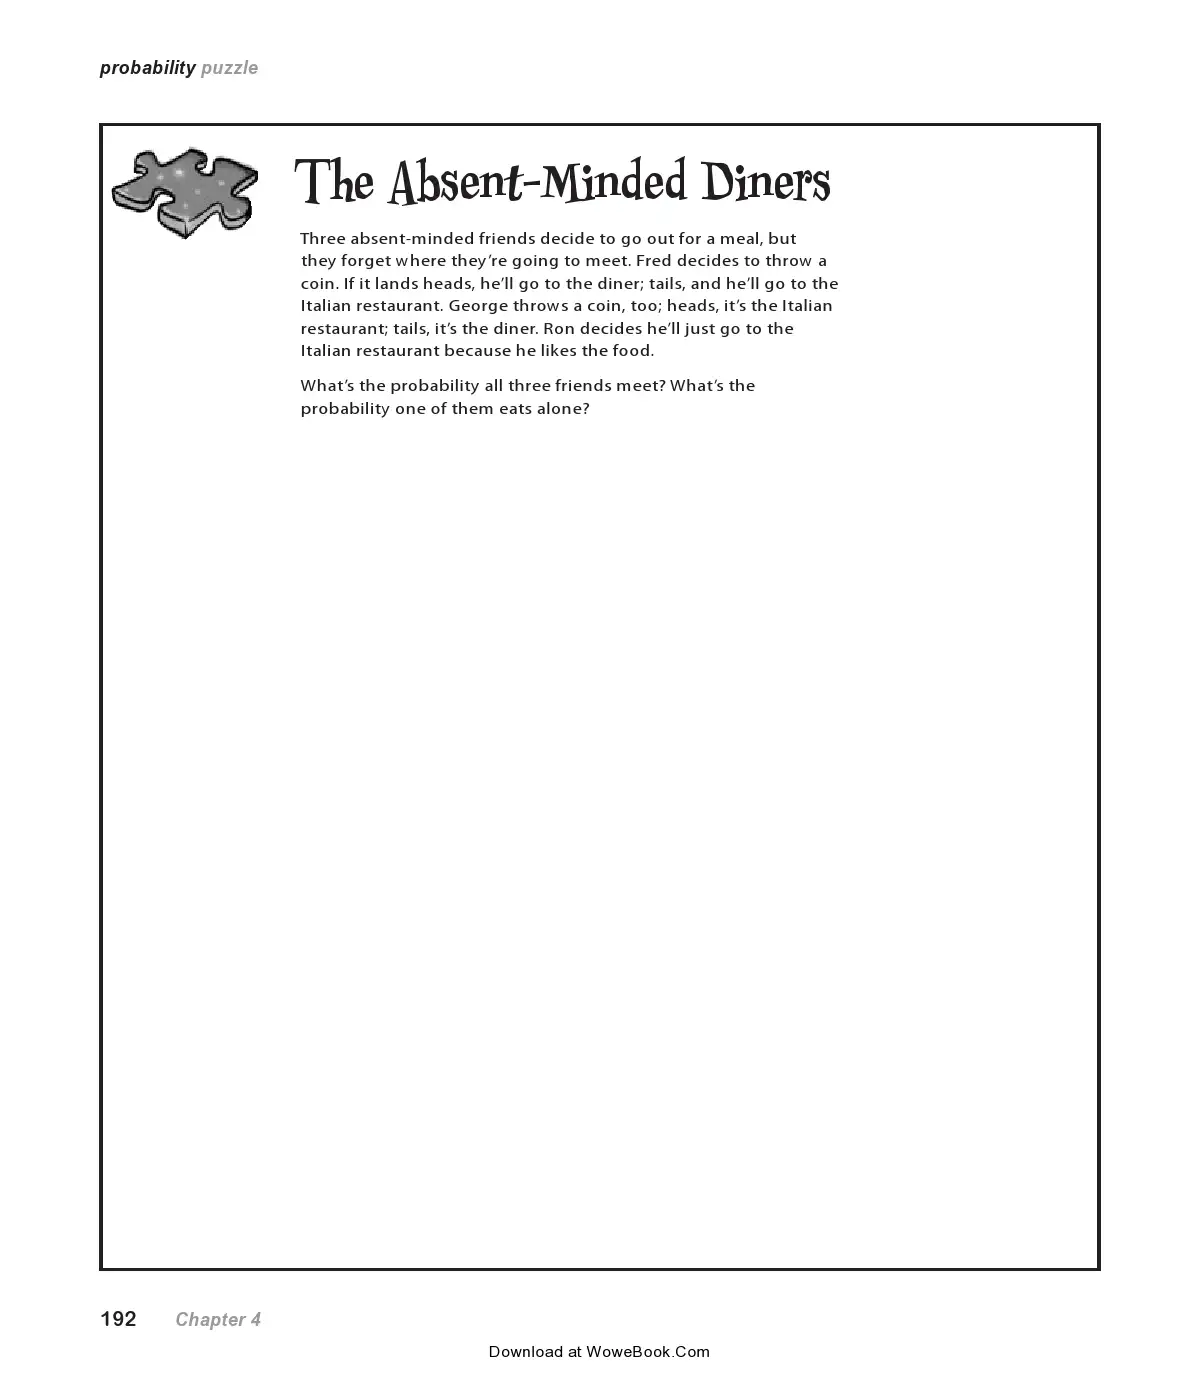 probability puzzle
The Absent-Minded Diners
Three absent-minded friends decide to go out for a meal, but
they forget where they’re going to meet. Fred decides to throw a
coin. If it lands heads, he’ll go to the diner; tails, and he’ll go to the
Italian restaurant. George throws a coin, too; heads, it’s the Italian
restaurant; tails, it’s the diner. Ron decides he’ll just go to the
Italian restaurant because he likes the food.
What’s the probability all three friends meet? What’s the
probability one of them eats alone?
192 Chapter 4
Download at WoweBook.Com